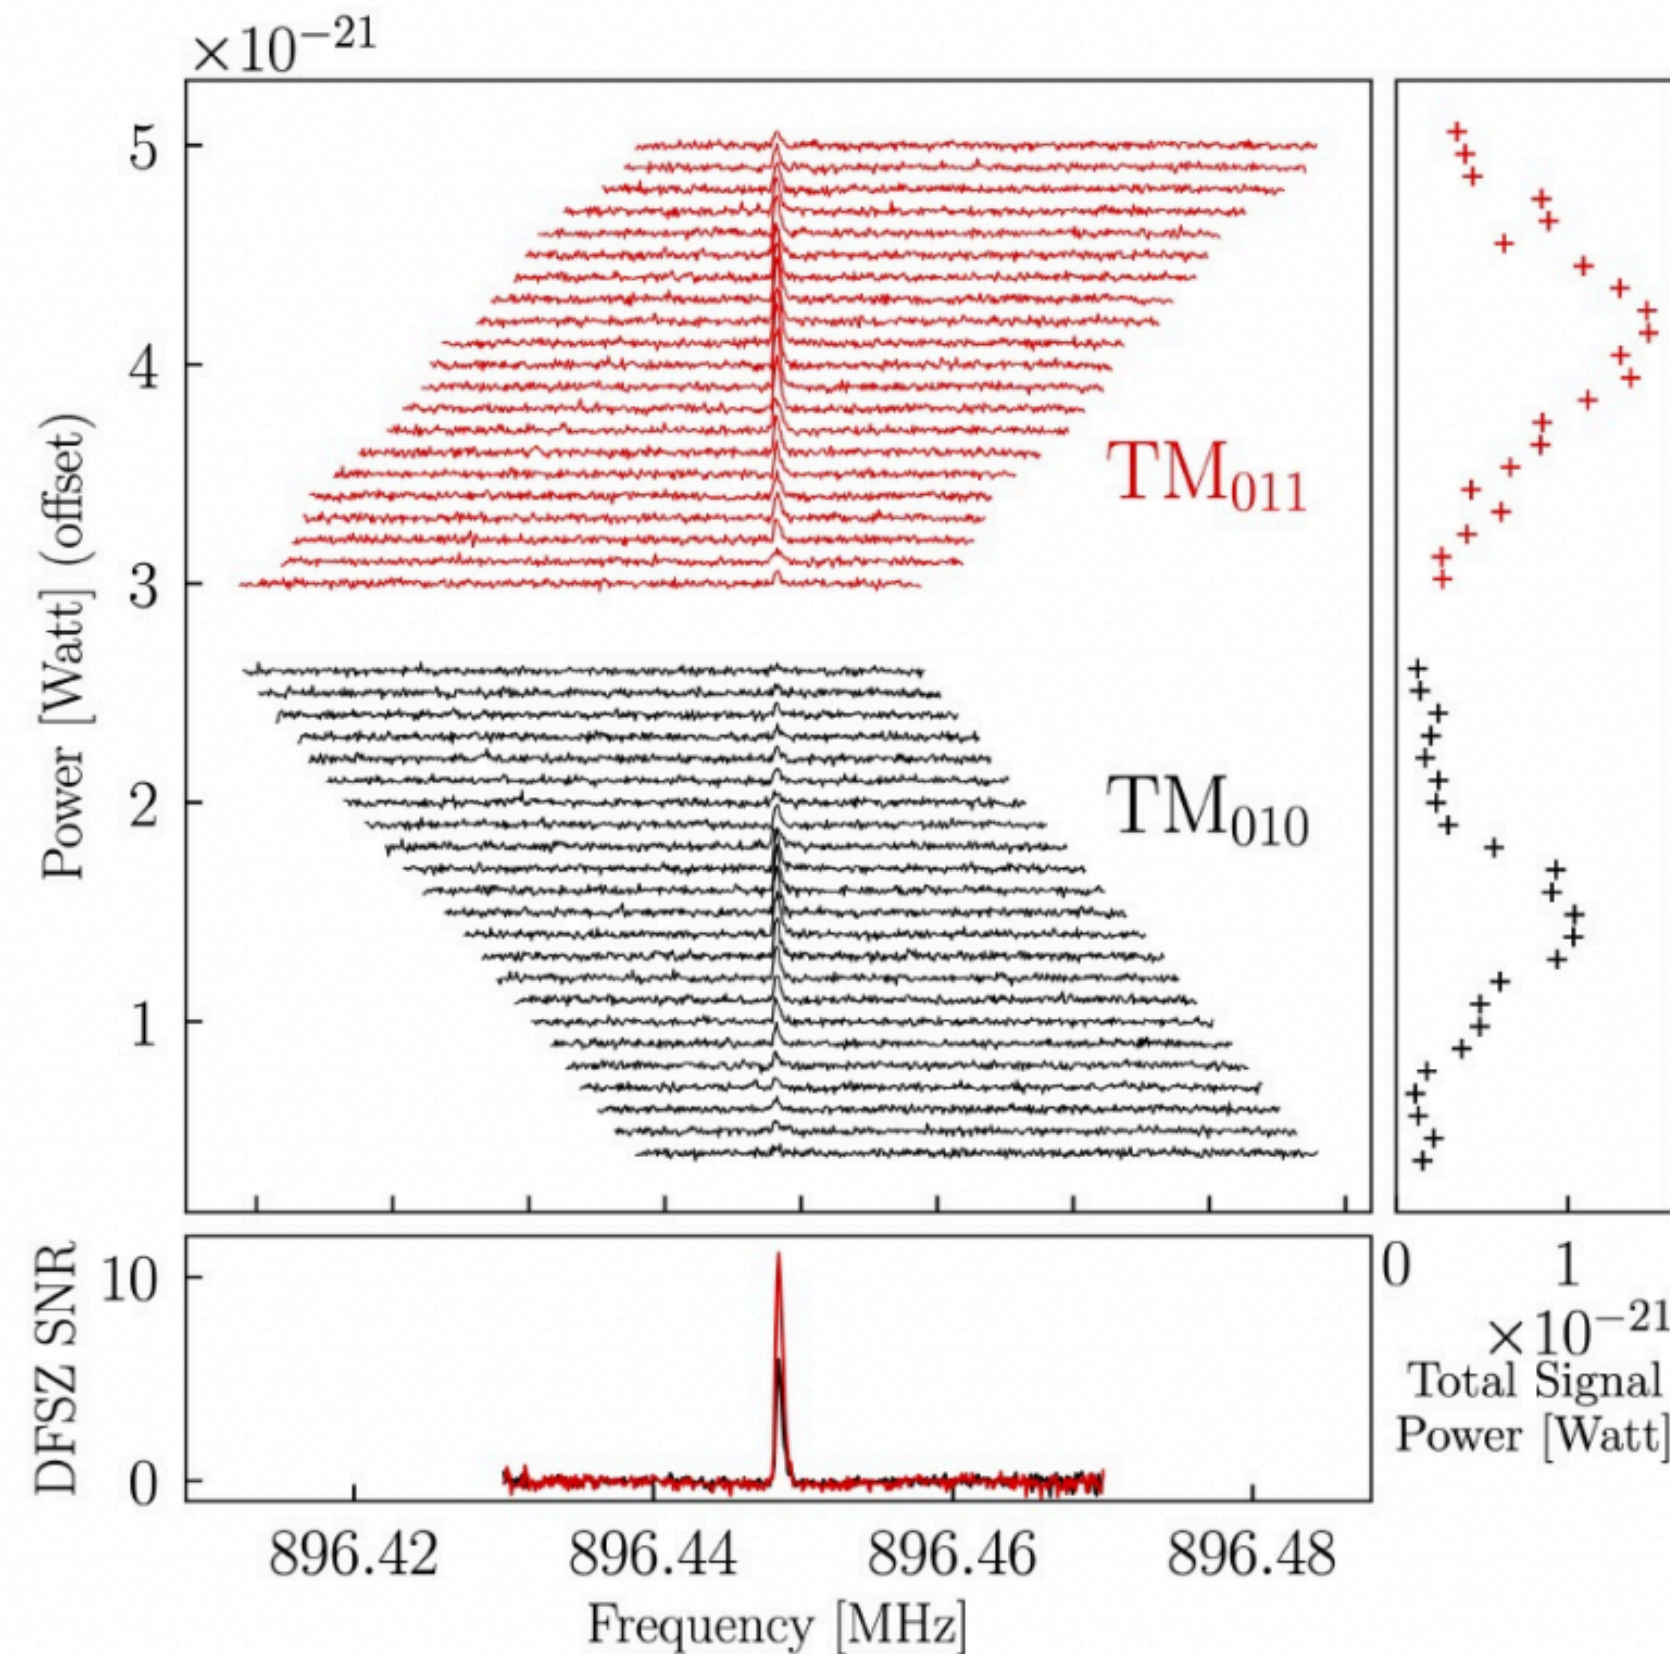 ×10⁻²¹
5
4
3
2
1
Power [Watt] (offset)
TM₀₁₁
TM₀₁₀
10
0
DFSZ SNR
0 1
×10⁻²¹
Total Signal
Power [Watt]
896.42 896.44 896.46 896.48
Frequency [MHz]